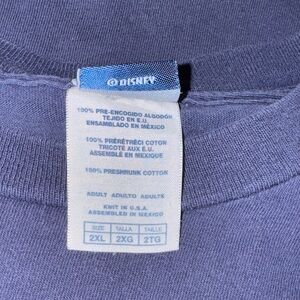 © DISNEY
100% PRE-ENCOGIDO ALGODON
TEJIDO EN E.U.
ENSAMBLADO EN MÉXICO
100% PRÉRÉTRÉCI COTON
TRICOTÉ AUX É.U.
ASSEMBLÉ EN MEXIQUE
100% PRESHRUNK COTTON
ADULT ADULTO ADULTE
KNIT IN U.S.A.
ASSEMBLED IN MEXICO
SIZE TALLA TAILLE
2XL 2XG 2TG